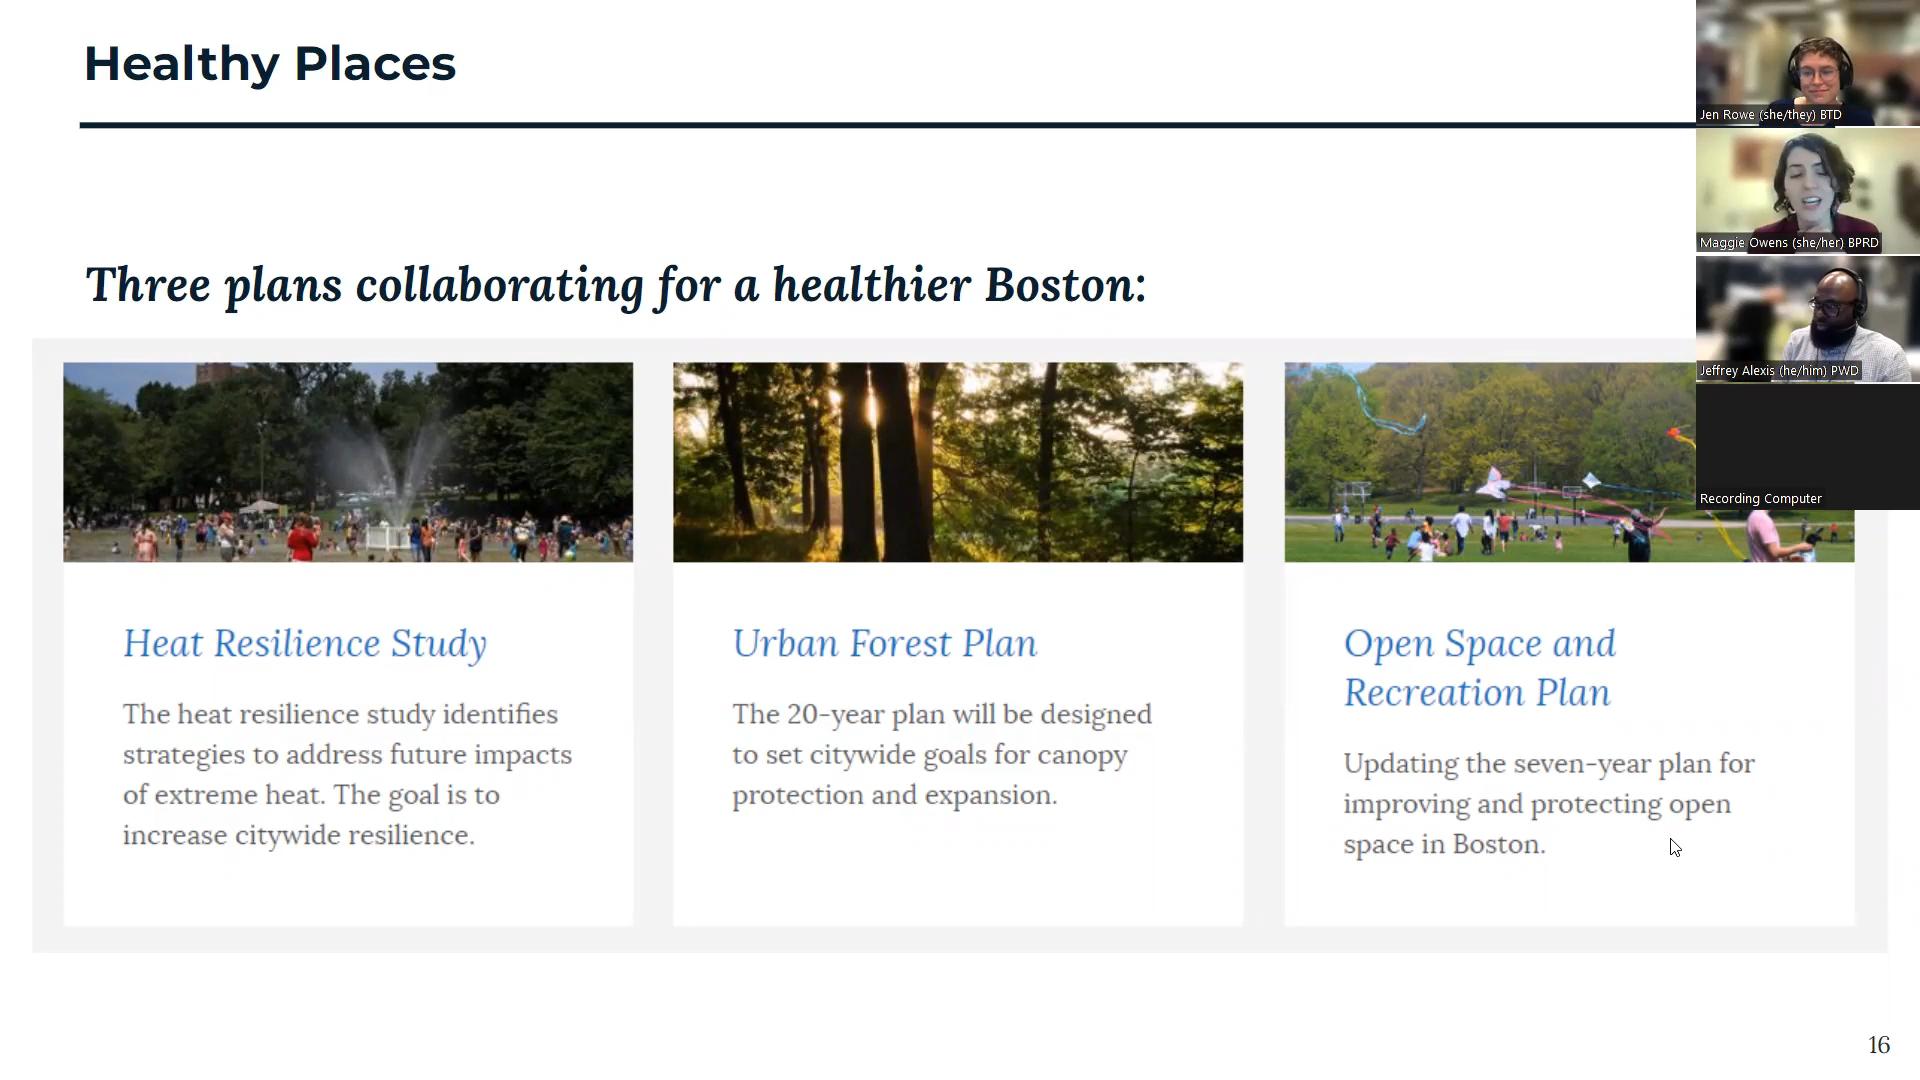 Healthy Places
Three plans collaborating for a healthier Boston:
Heat Resilience Study
The heat resilience study identifies
strategies to address future impacts
of extreme heat. The goal is to
increase citywide resilience.
Urban Forest Plan
The 20-year plan will be designed
to set citywide goals for canopy
protection and expansion.
Open Space and
Recreation Plan
Updating the seven-year plan for
improving and protecting open
space in Boston.
Jen Rowe (she/they) BTD
Maggie Owens (she/her) BPRD
Jeffrey Alexis (he/him) PWD
Recording Computer
16